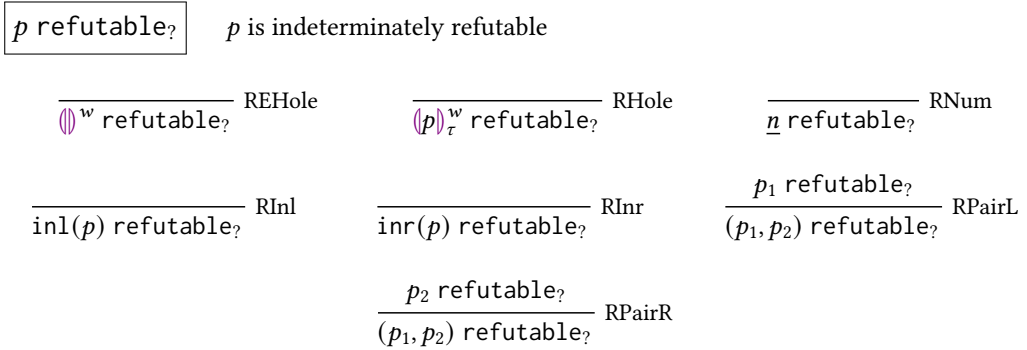 p refutable? p is indeterminately refutable
⦇⦈ʷ refutable? REHole
⦇p⦈ʷτ refutable? RHole
n refutable? RNum
inl(p) refutable? RInl
inr(p) refutable? RInr
p₁ refutable?
(p₁, p₂) refutable? RPairL
p₂ refutable?
(p₁, p₂) refutable? RPairR